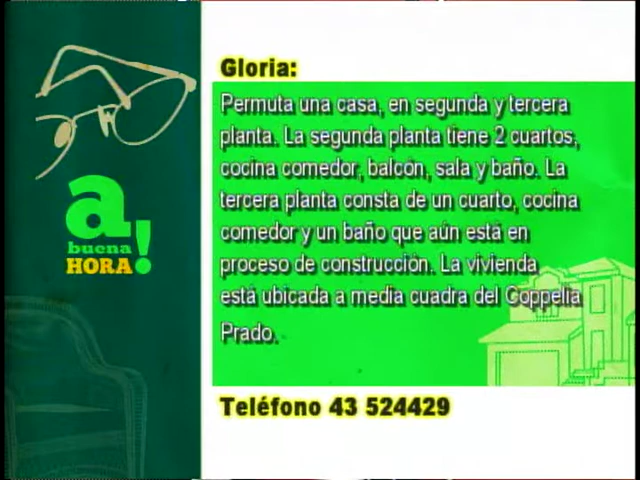 a
buena
HORA!
Gloria:
Permuta una casa, en segunda y tercera
planta. La segunda planta tiene 2 cuartos,
cocina comedor, balcón, sala y baño. La
tercera planta consta de un cuarto, cocina
comedor y un baño que aún está en
proceso de construcción. La vivienda
está ubicada a media cuadra del Coppelia
Prado.
Teléfono 43 524429